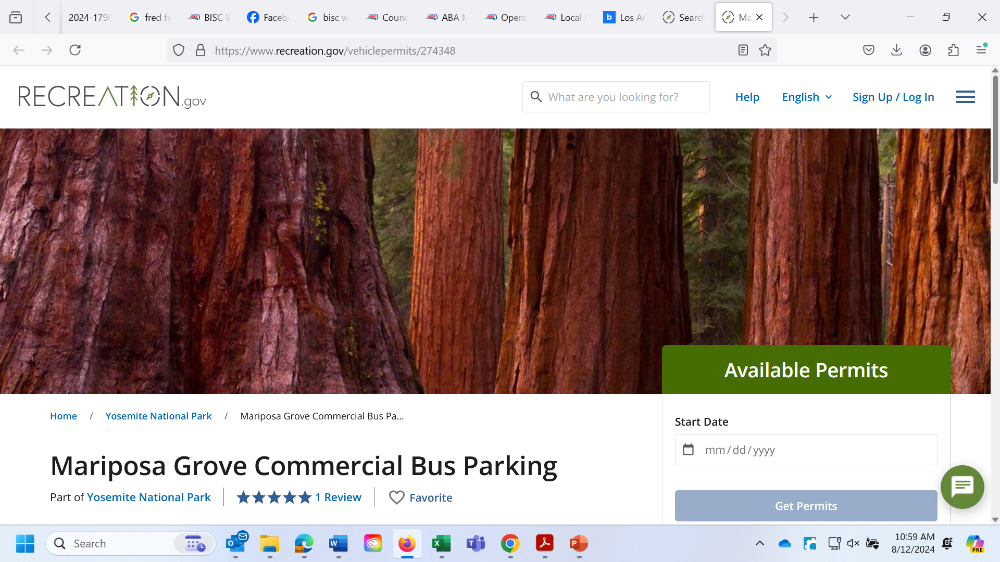 2024-1796
fred fe
BISC W
Faceb
bisc w
Counc
ABA M
Opera
Local
Los An
Search
Ma
https://www.recreation.gov/vehiclepermits/274348
RECREATION.gov
What are you looking for?
Help
English
Sign Up / Log In
Available Permits
Home / Yosemite National Park / Mariposa Grove Commercial Bus Pa...
Start Date
mm/dd/yyyy
Mariposa Grove Commercial Bus Parking
Part of Yosemite National Park
1 Review
Favorite
Get Permits
Search
10:59 AM
8/12/2024
PRE